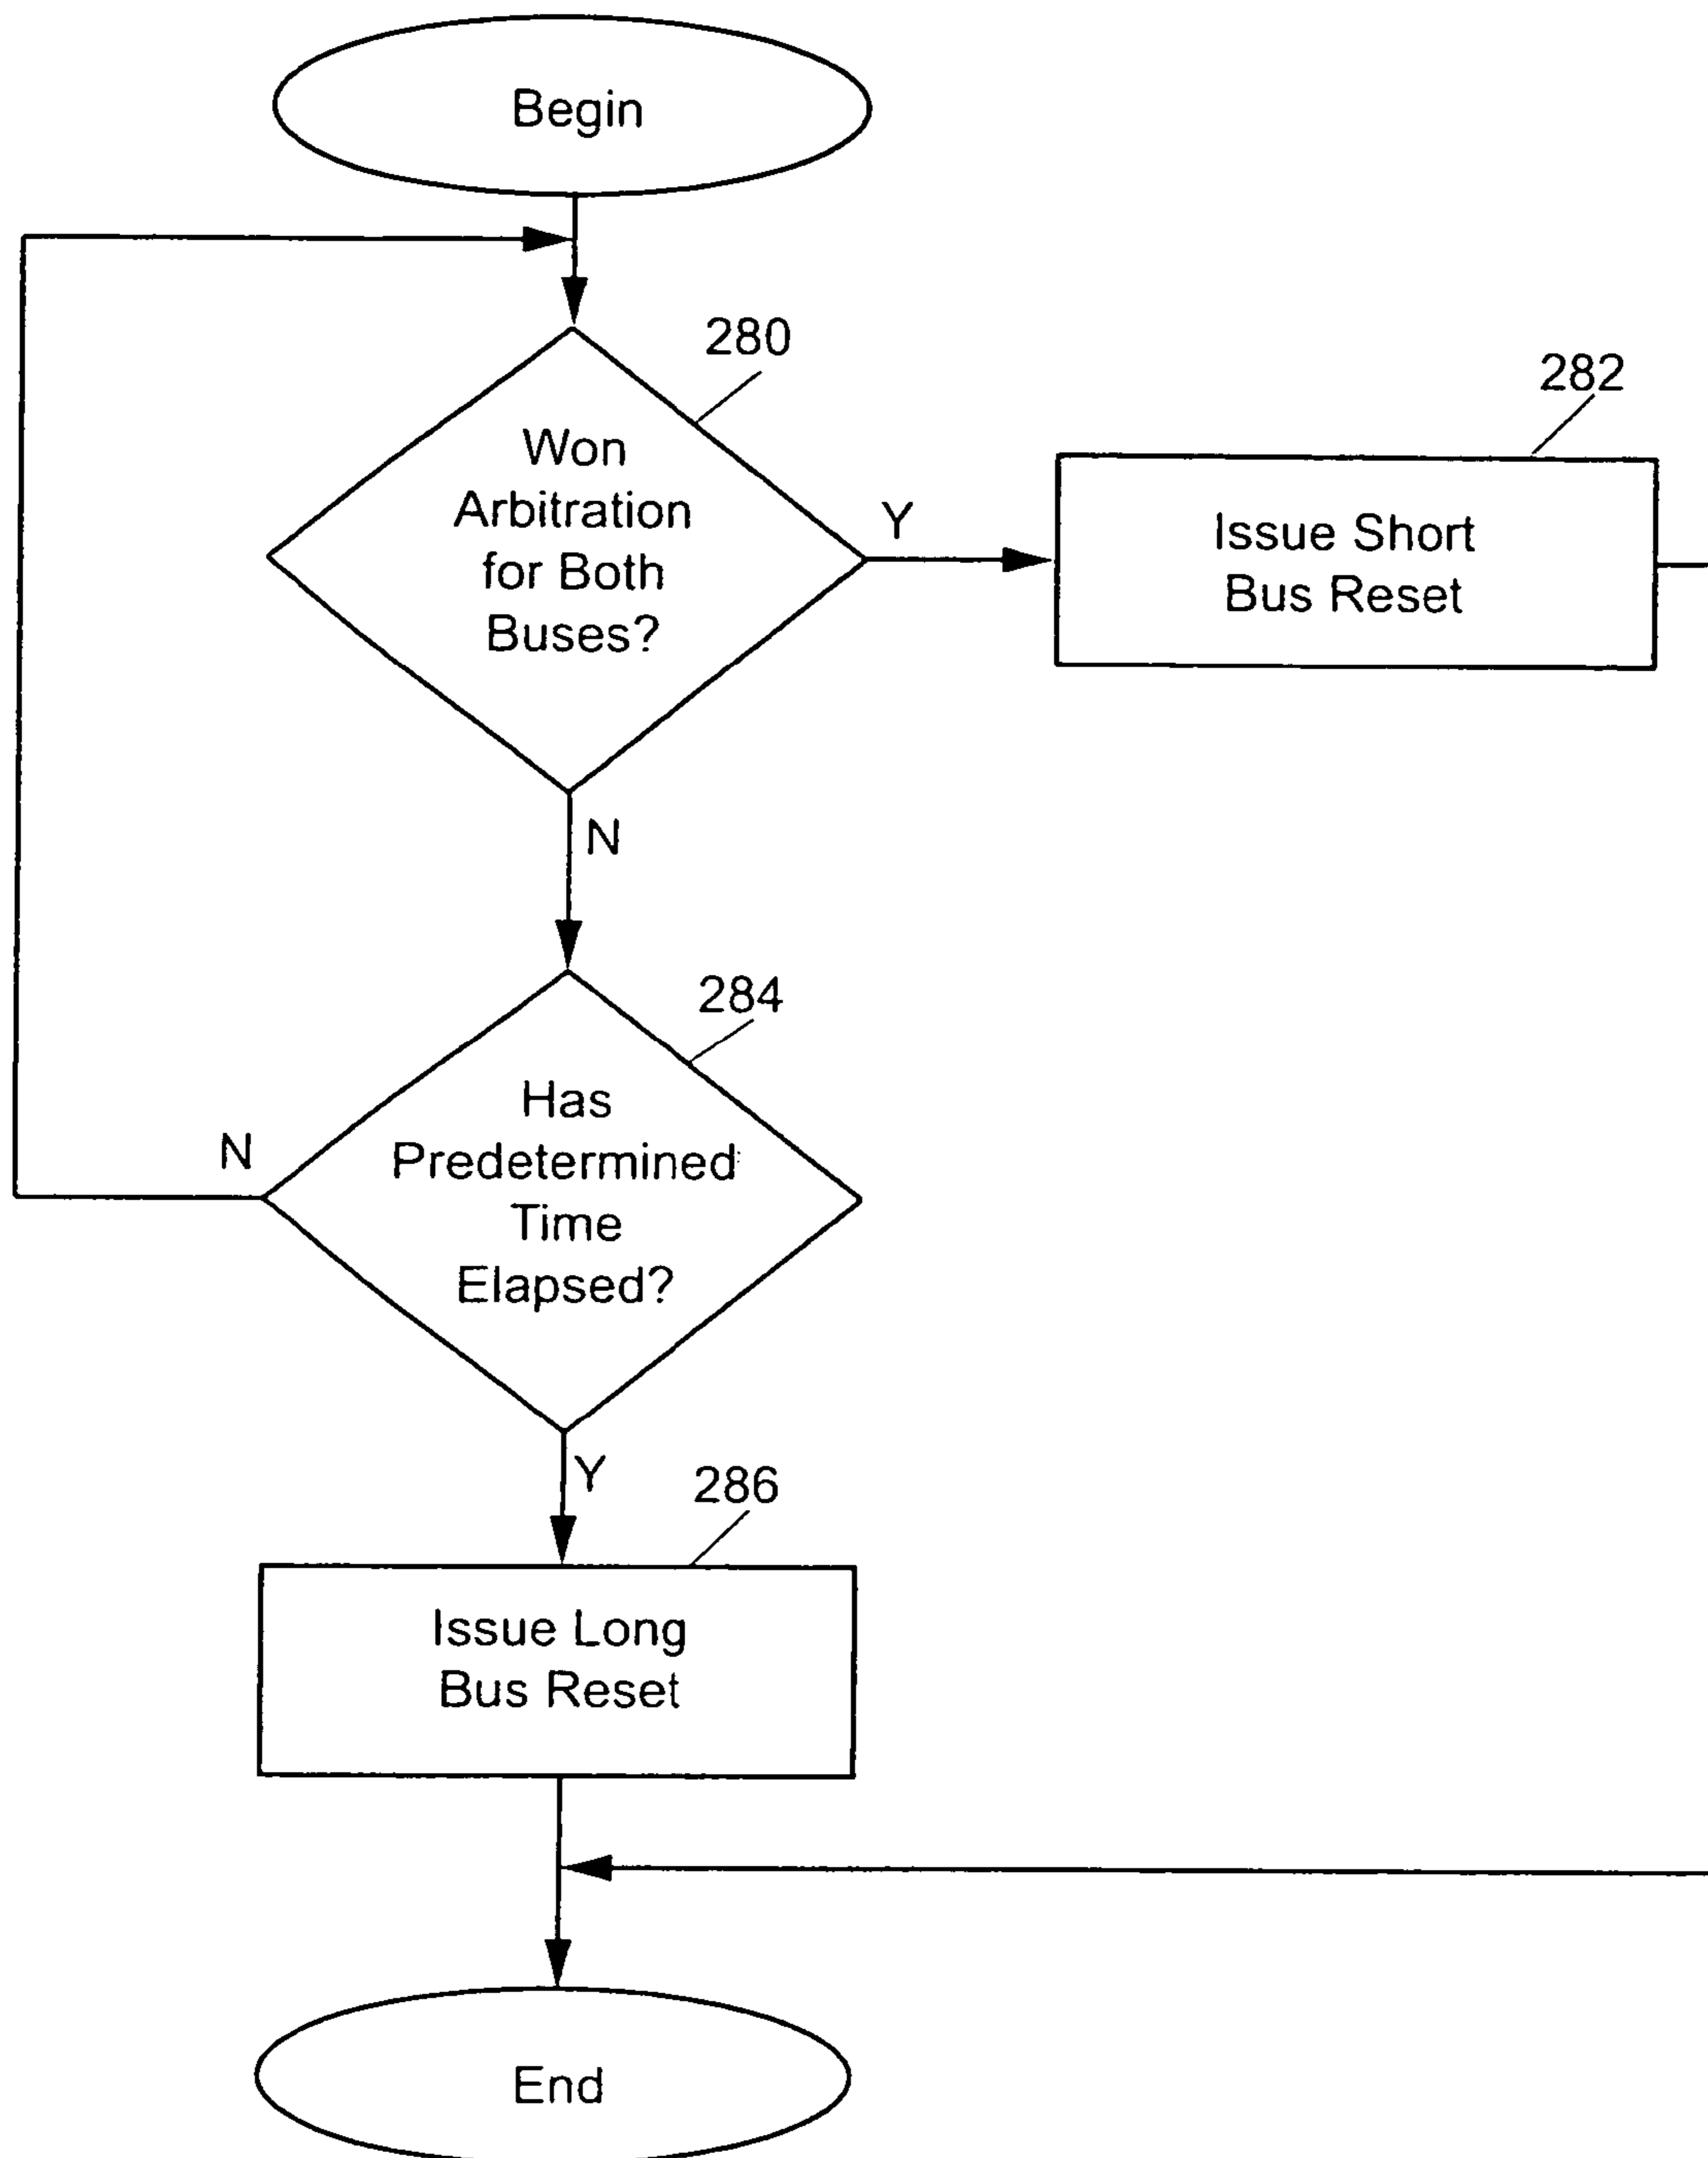 Begin
280
Won
Arbitration
for Both
Buses?
Y
282
Issue Short
Bus Reset
N
284
Has
Predetermined
Time
Elapsed?
N
Y
286
Issue Long
Bus Reset
End